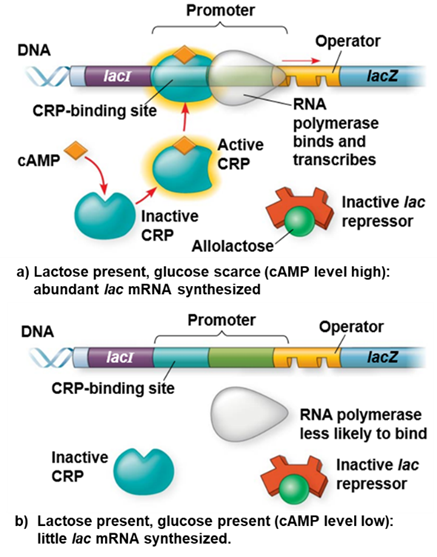 Promoter
DNA
Operator
lacI
lacZ
CRP-binding site
RNA
polymerase
binds and
transcribes
cAMP
Active
CRP
Inactive
CRP
Inactive lac
repressor
Allolactose
a) Lactose present, glucose scarce (cAMP level high):
abundant lac mRNA synthesized
Promoter
DNA
Operator
lacI
lacZ
CRP-binding site
RNA polymerase
less likely to bind
Inactive
CRP
Inactive lac
repressor
b) Lactose present, glucose present (cAMP level low):
little lac mRNA synthesized.